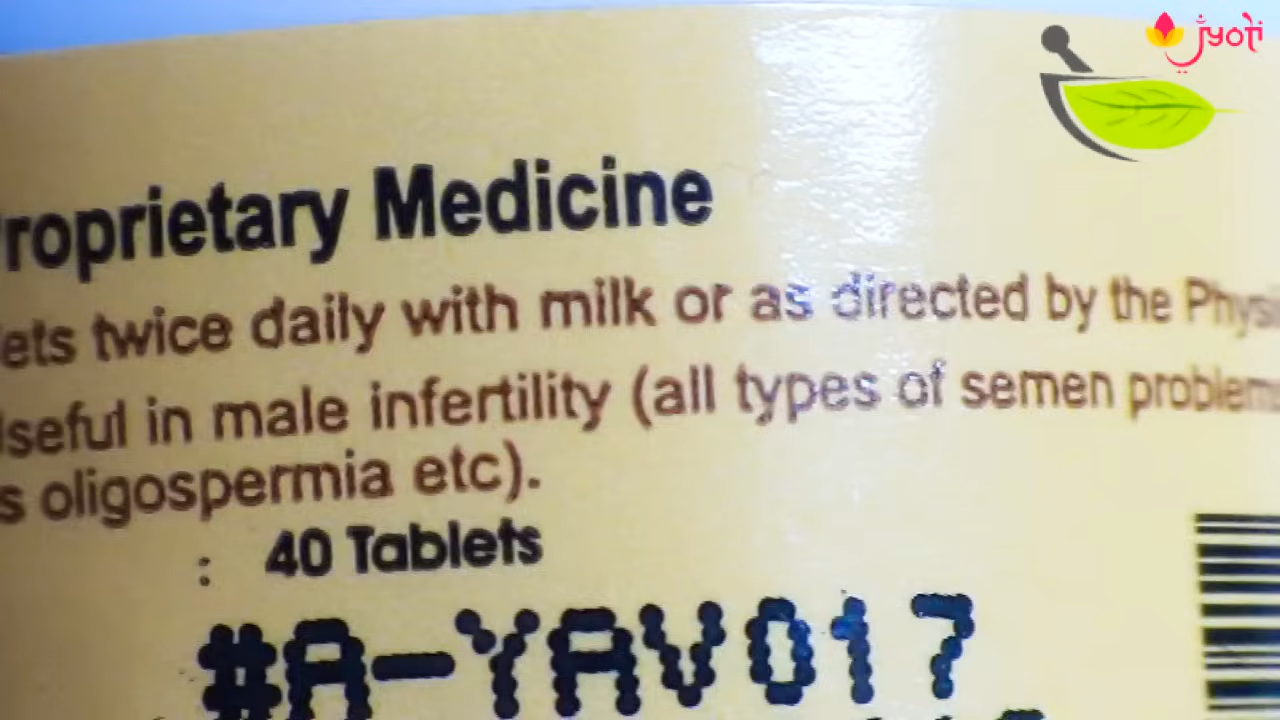 jyoti
roprietary Medicine
ets twice daily with milk or as directed by the Physi
seful in male infertility (all types of semen problem
s oligospermia etc).
: 40 Tablets
#A-YAV017